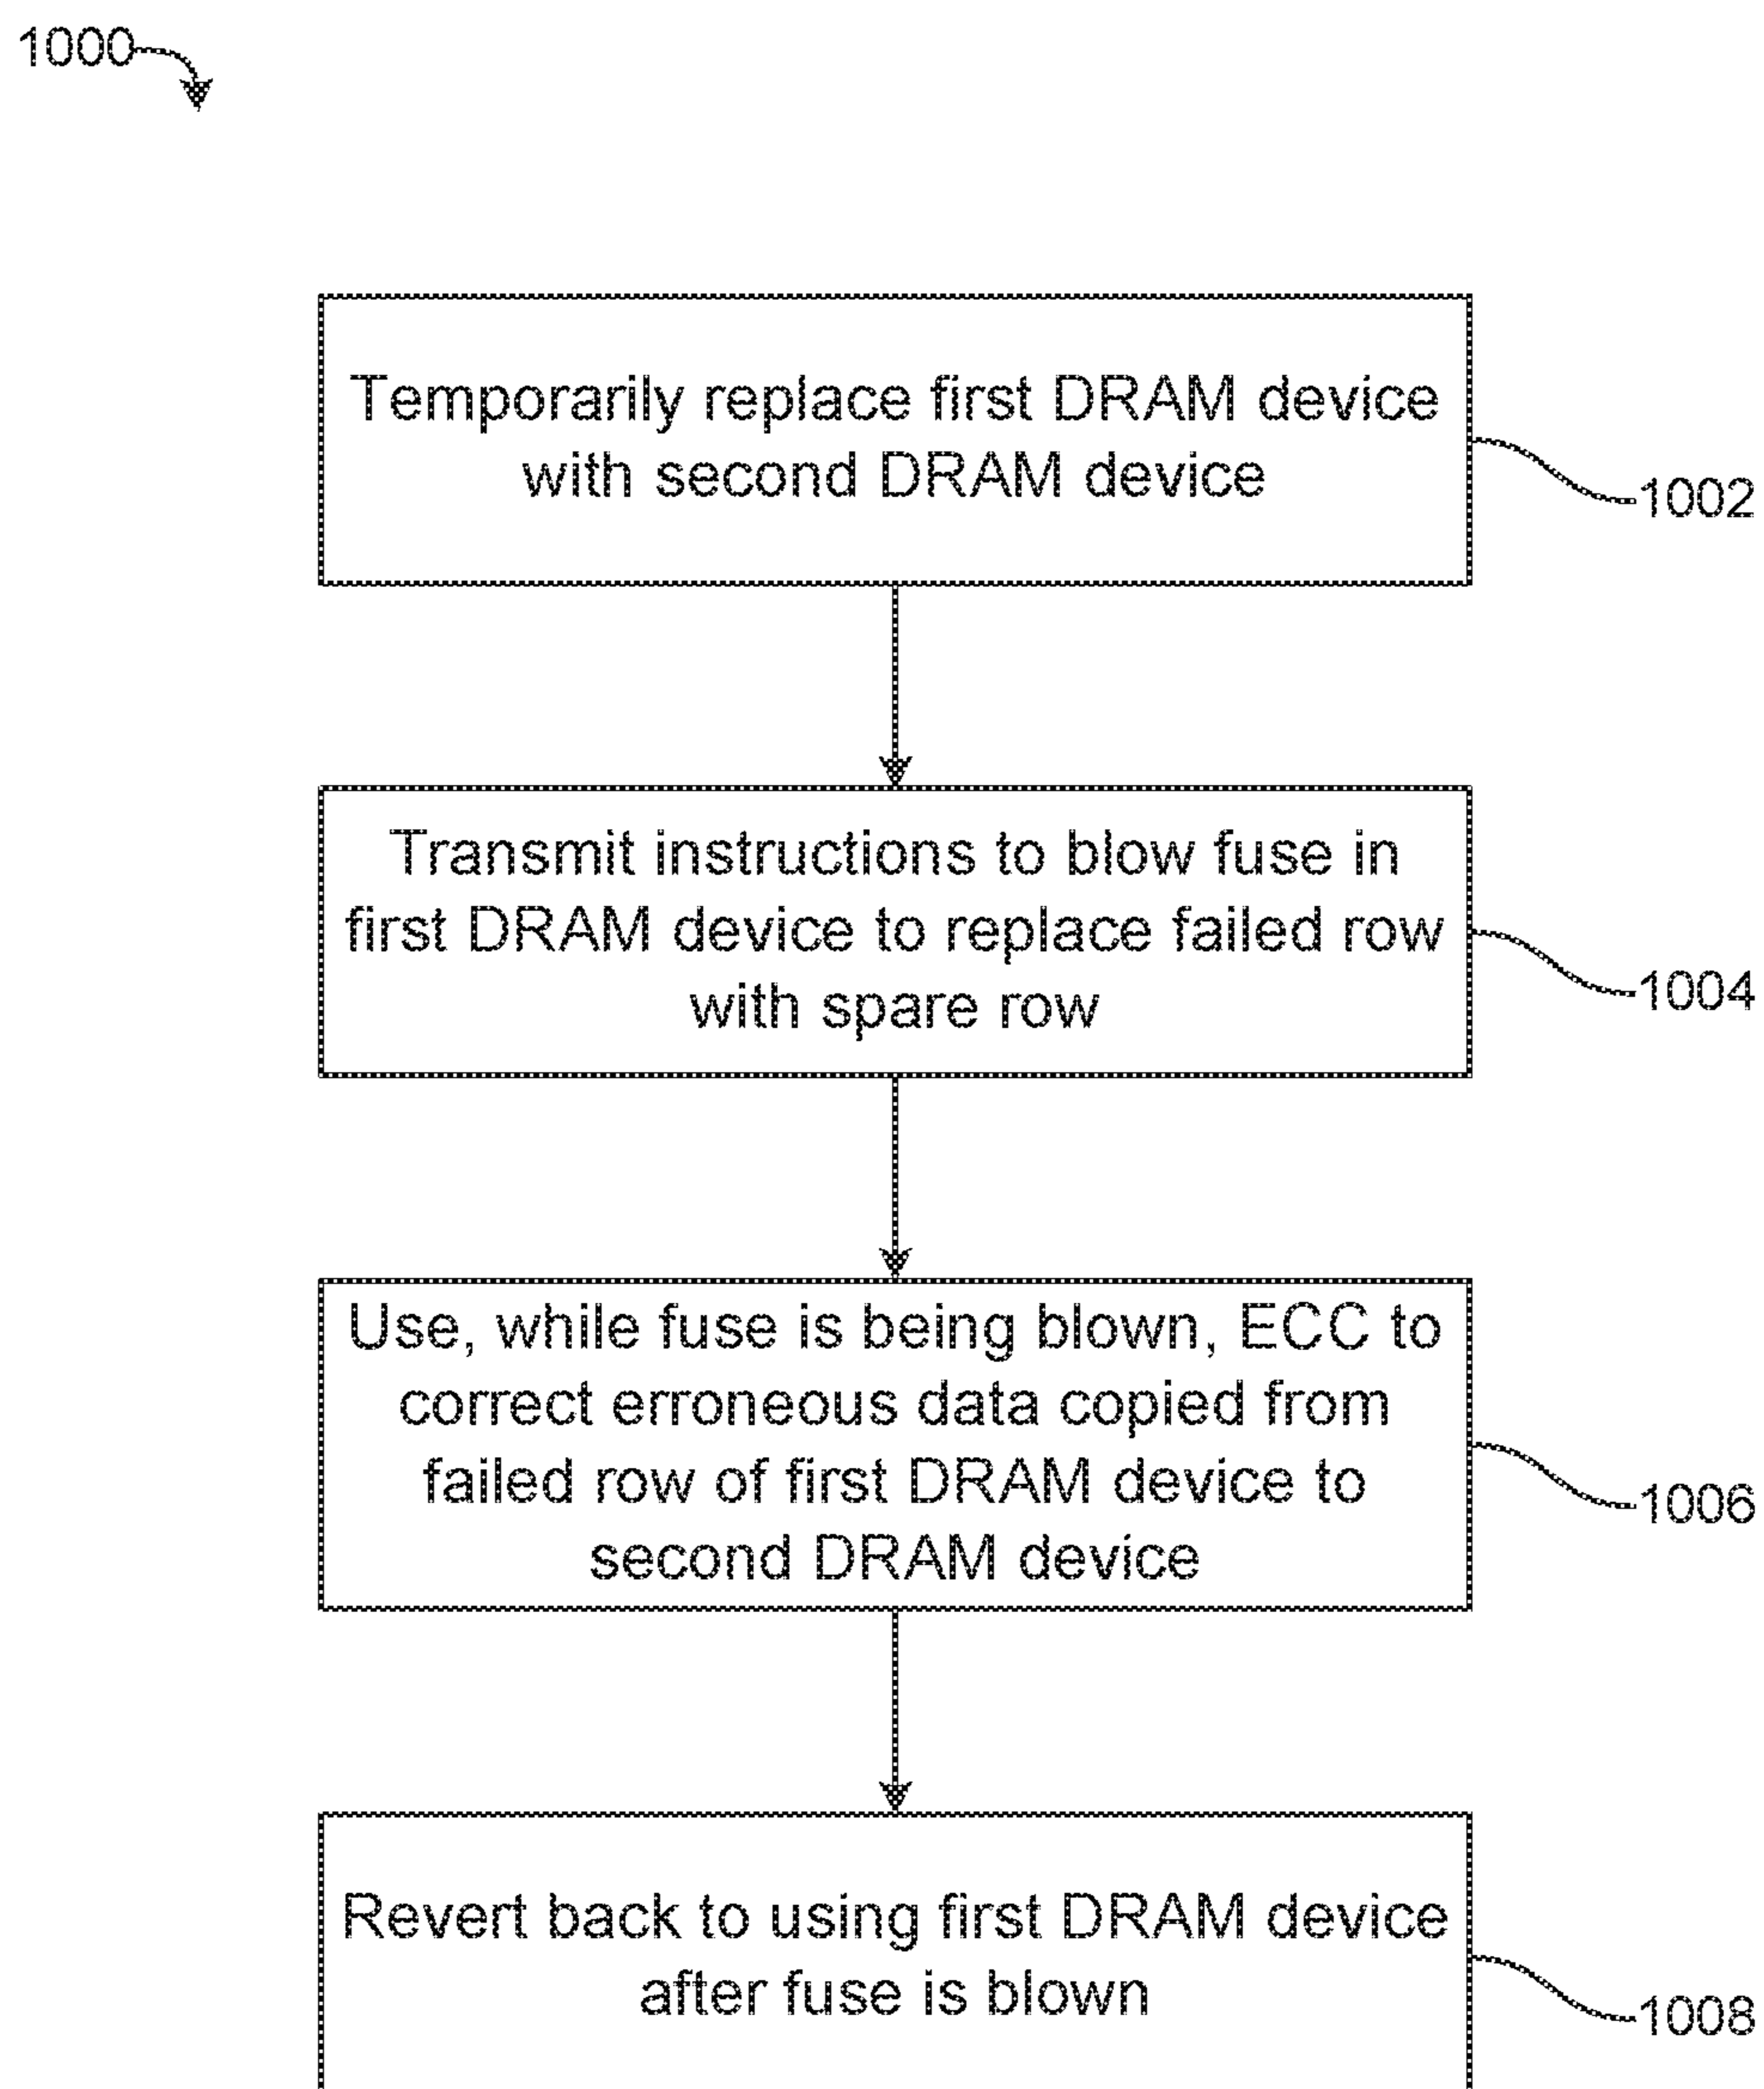 1000
Temporarily replace first DRAM device
with second DRAM device
1002
Transmit instructions to blow fuse in
first DRAM device to replace failed row
with spare row
1004
Use, while fuse is being blown, ECC to
correct erroneous data copied from
failed row of first DRAM device to
second DRAM device
1006
Revert back to using first DRAM device
after fuse is blown
1008